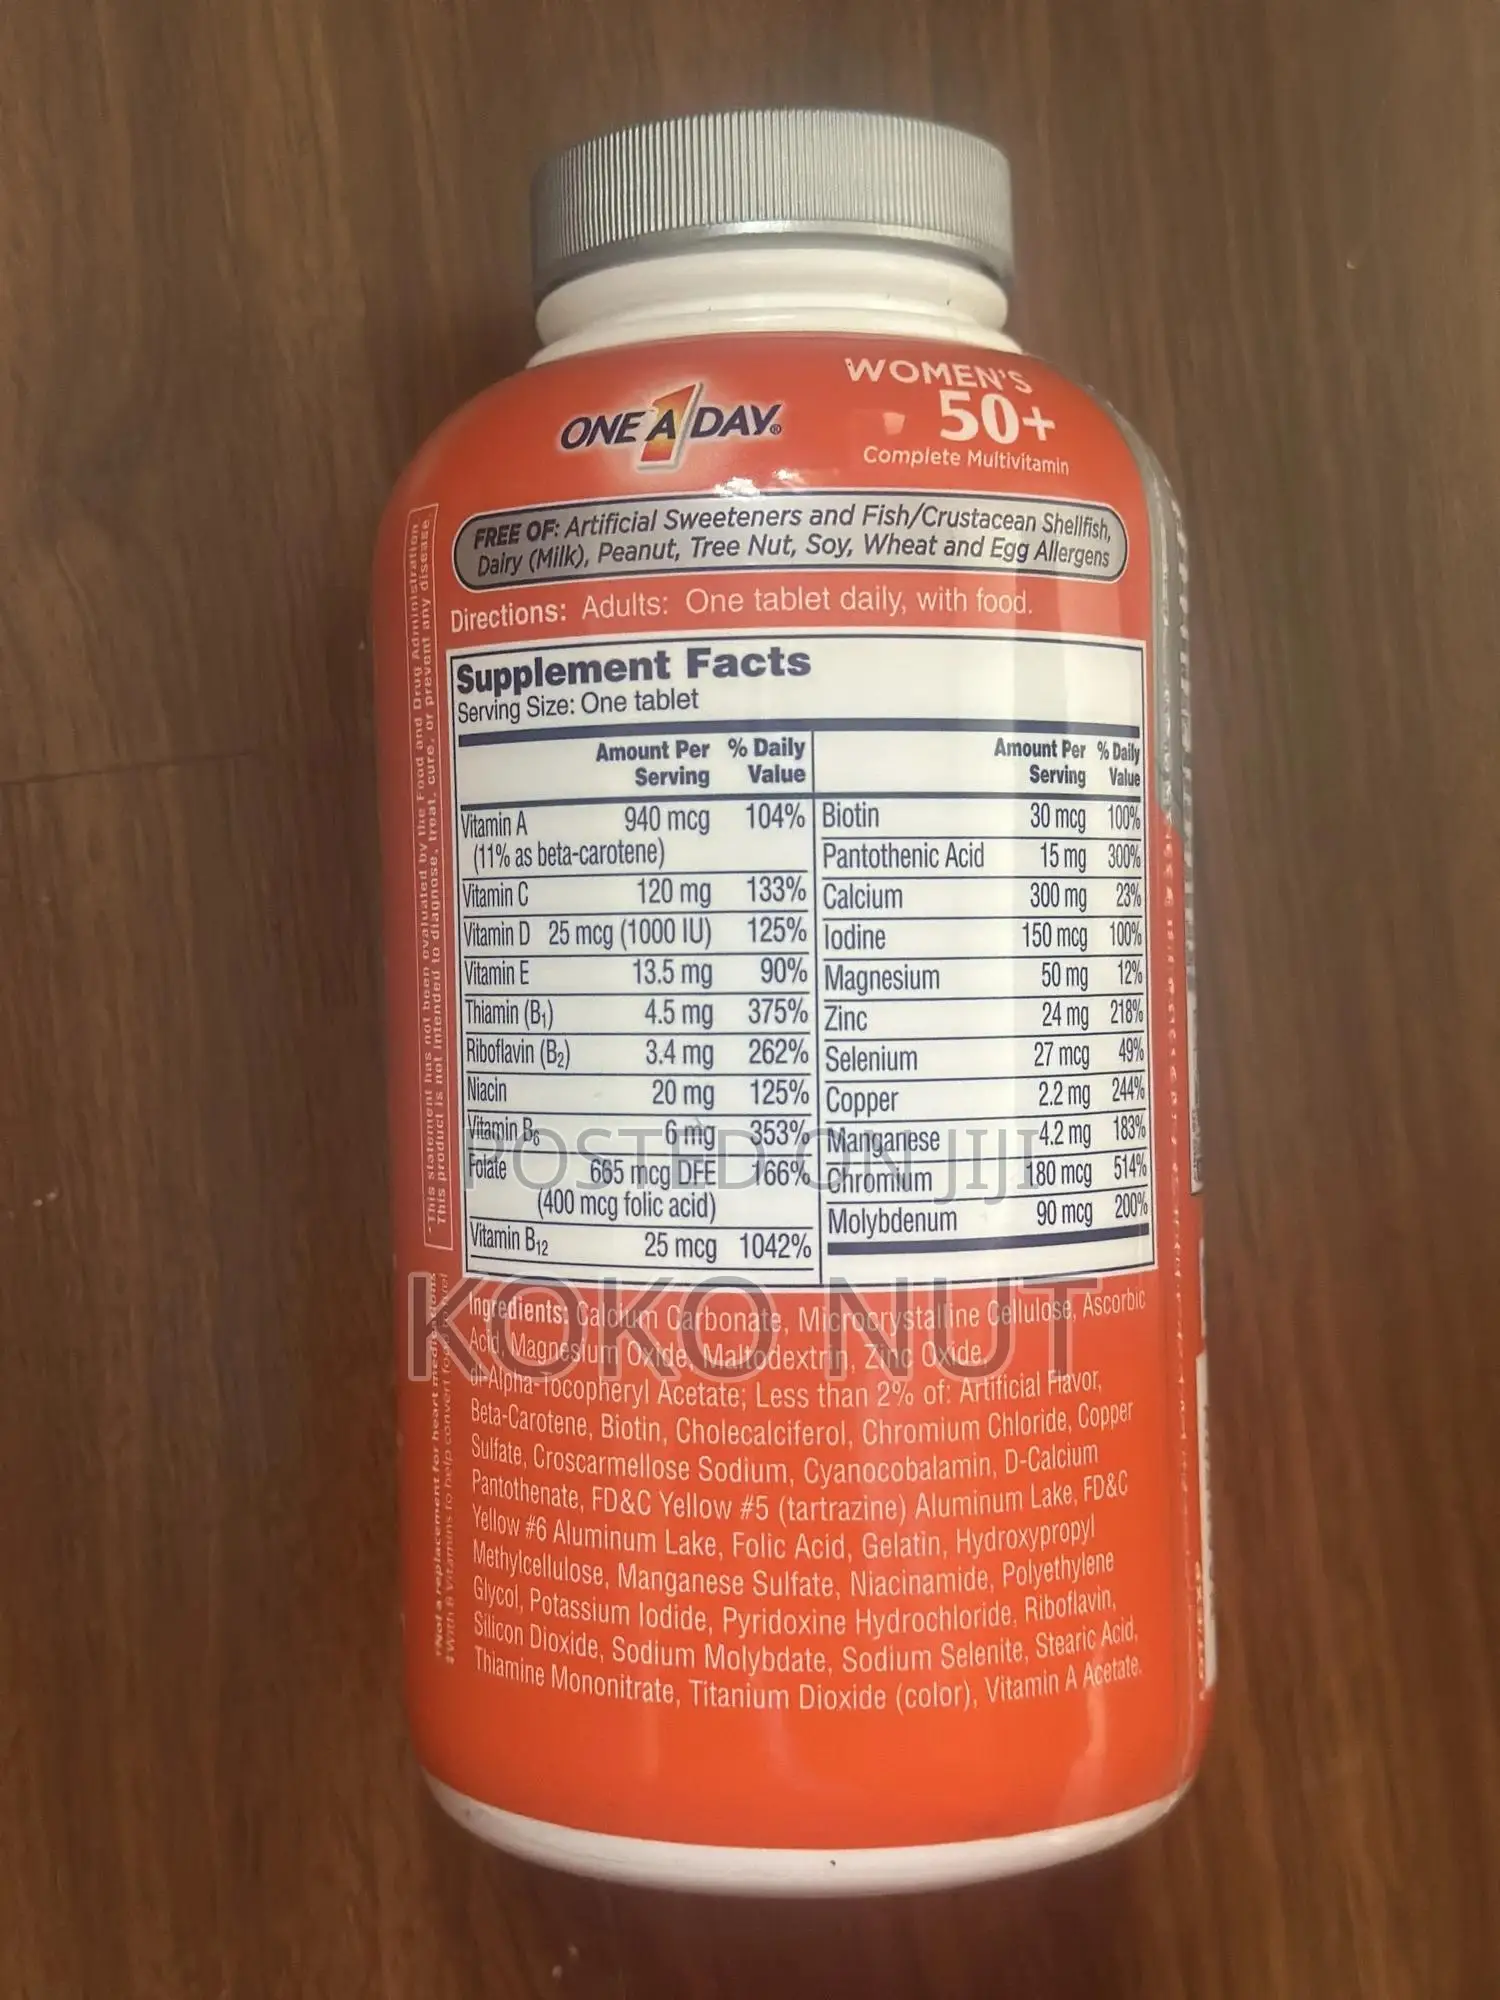 ONE A DAY®
WOMEN'S
50+
Complete Multivitamin
FREE OF: Artificial Sweeteners and Fish/Crustacean Shellfish,
Dairy (Milk), Peanut, Tree Nut, Soy, Wheat and Egg Allergens
Directions: Adults: One tablet daily, with food.
Supplement Facts
Serving Size: One tablet
Amount Per Serving % Daily Value
Vitamin A 940 mcg 104%
(11% as beta-carotene)
Vitamin C 120 mg 133%
Vitamin D 25 mcg (1000 IU) 125%
Vitamin E 13.5 mg 90%
Thiamin (B1) 4.5 mg 375%
Riboflavin (B2) 3.4 mg 262%
Niacin 20 mg 125%
Vitamin B6 6 mg 353%
Folate 665 mcg DFE 166%
(400 mcg folic acid)
Vitamin B12 25 mcg 1042%
Amount Per Serving % Daily Value
Biotin 30 mcg 100%
Pantothenic Acid 15 mg 300%
Calcium 300 mg 23%
Iodine 150 mcg 100%
Magnesium 50 mg 12%
Zinc 24 mg 218%
Selenium 27 mcg 49%
Copper 2.2 mg 244%
Manganese 4.2 mg 183%
Chromium 180 mcg 514%
Molybdenum 90 mcg 200%
POSTED ON JIJI
KOKO NUT
Ingredients: Calcium Carbonate, Microcrystalline Cellulose, Ascorbic
Acid, Magnesium Oxide, Maltodextrin, Zinc Oxide,
dl-Alpha-Tocopheryl Acetate; Less than 2% of: Artificial Flavor,
Beta-Carotene, Biotin, Cholecalciferol, Chromium Chloride, Copper
Sulfate, Croscarmellose Sodium, Cyanocobalamin, D-Calcium
Pantothenate, FD&C Yellow #5 (tartrazine) Aluminum Lake, FD&C
Yellow #6 Aluminum Lake, Folic Acid, Gelatin, Hydroxypropyl
Methylcellulose, Manganese Sulfate, Niacinamide, Polyethylene
Glycol, Potassium Iodide, Pyridoxine Hydrochloride, Riboflavin,
Silicon Dioxide, Sodium Molybdate, Sodium Selenite, Stearic Acid,
Thiamine Mononitrate, Titanium Dioxide (color), Vitamin A Acetate.
This statement has not been evaluated by the Food and Drug Administration.
This product is not intended to diagnose, treat, cure, or prevent any disease.
Not a replacement for heart medications
With B Vitamins to help convert food to fuel